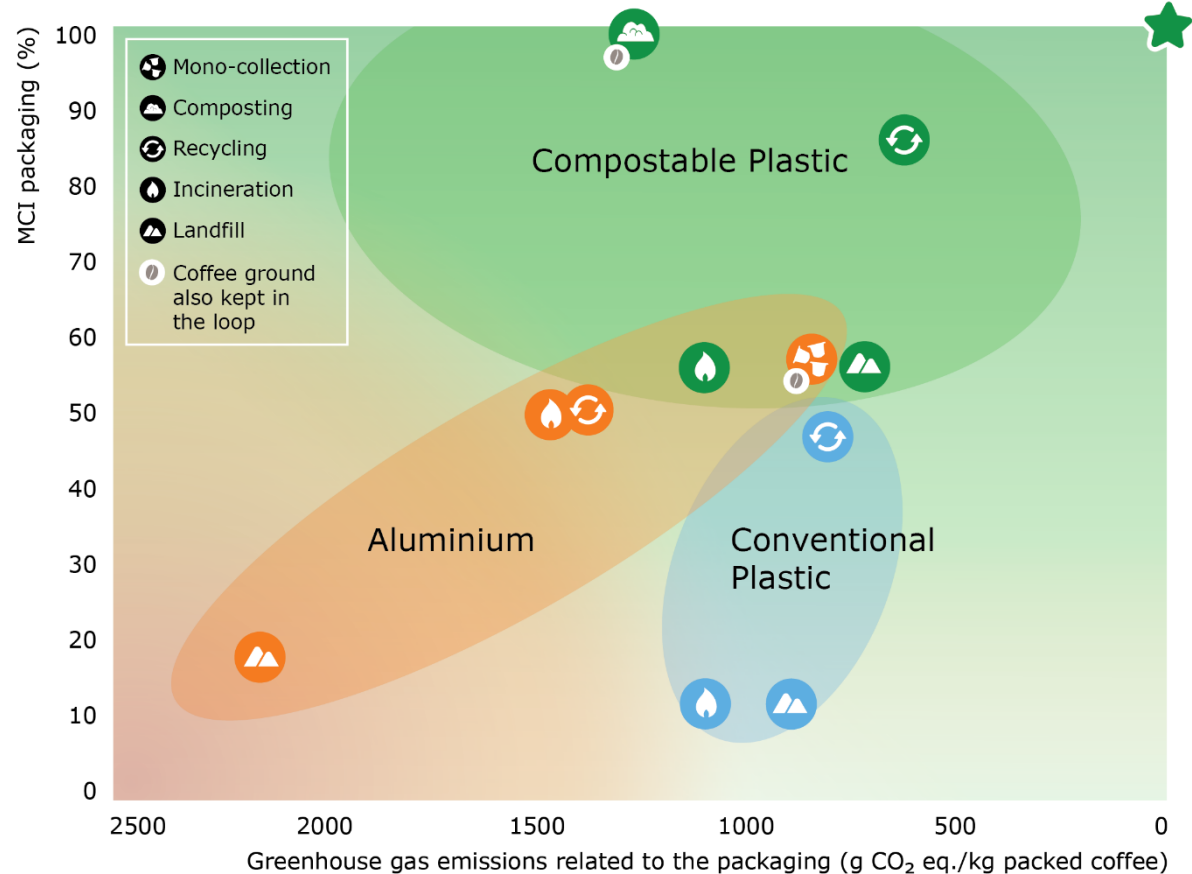 MCI packaging (%)
100
90
80
70
60
50
40
30
20
10
0
Mono-collection
Composting
Recycling
Incineration
Landfill
Coffee ground
also kept in
the loop
Compostable Plastic
Aluminium
Conventional
Plastic
2500 2000 1500 1000 500 0
Greenhouse gas emissions related to the packaging (g CO₂ eq./kg packed coffee)